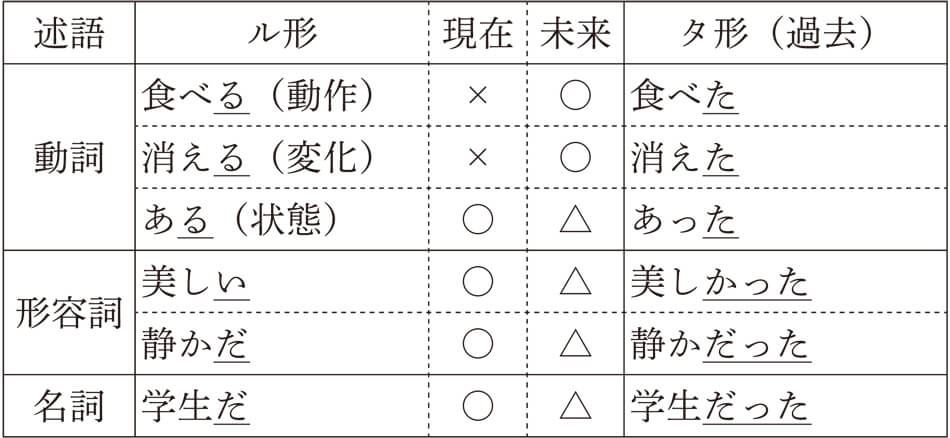 述語 ル形 現在 未来 タ形（過去）
動詞 食べる（動作） × ○ 食べた
消える（変化） × ○ 消えた
ある（状態） ○ △ あった
形容詞 美しい ○ △ 美しかった
静かだ ○ △ 静かだった
名詞 学生だ ○ △ 学生だった